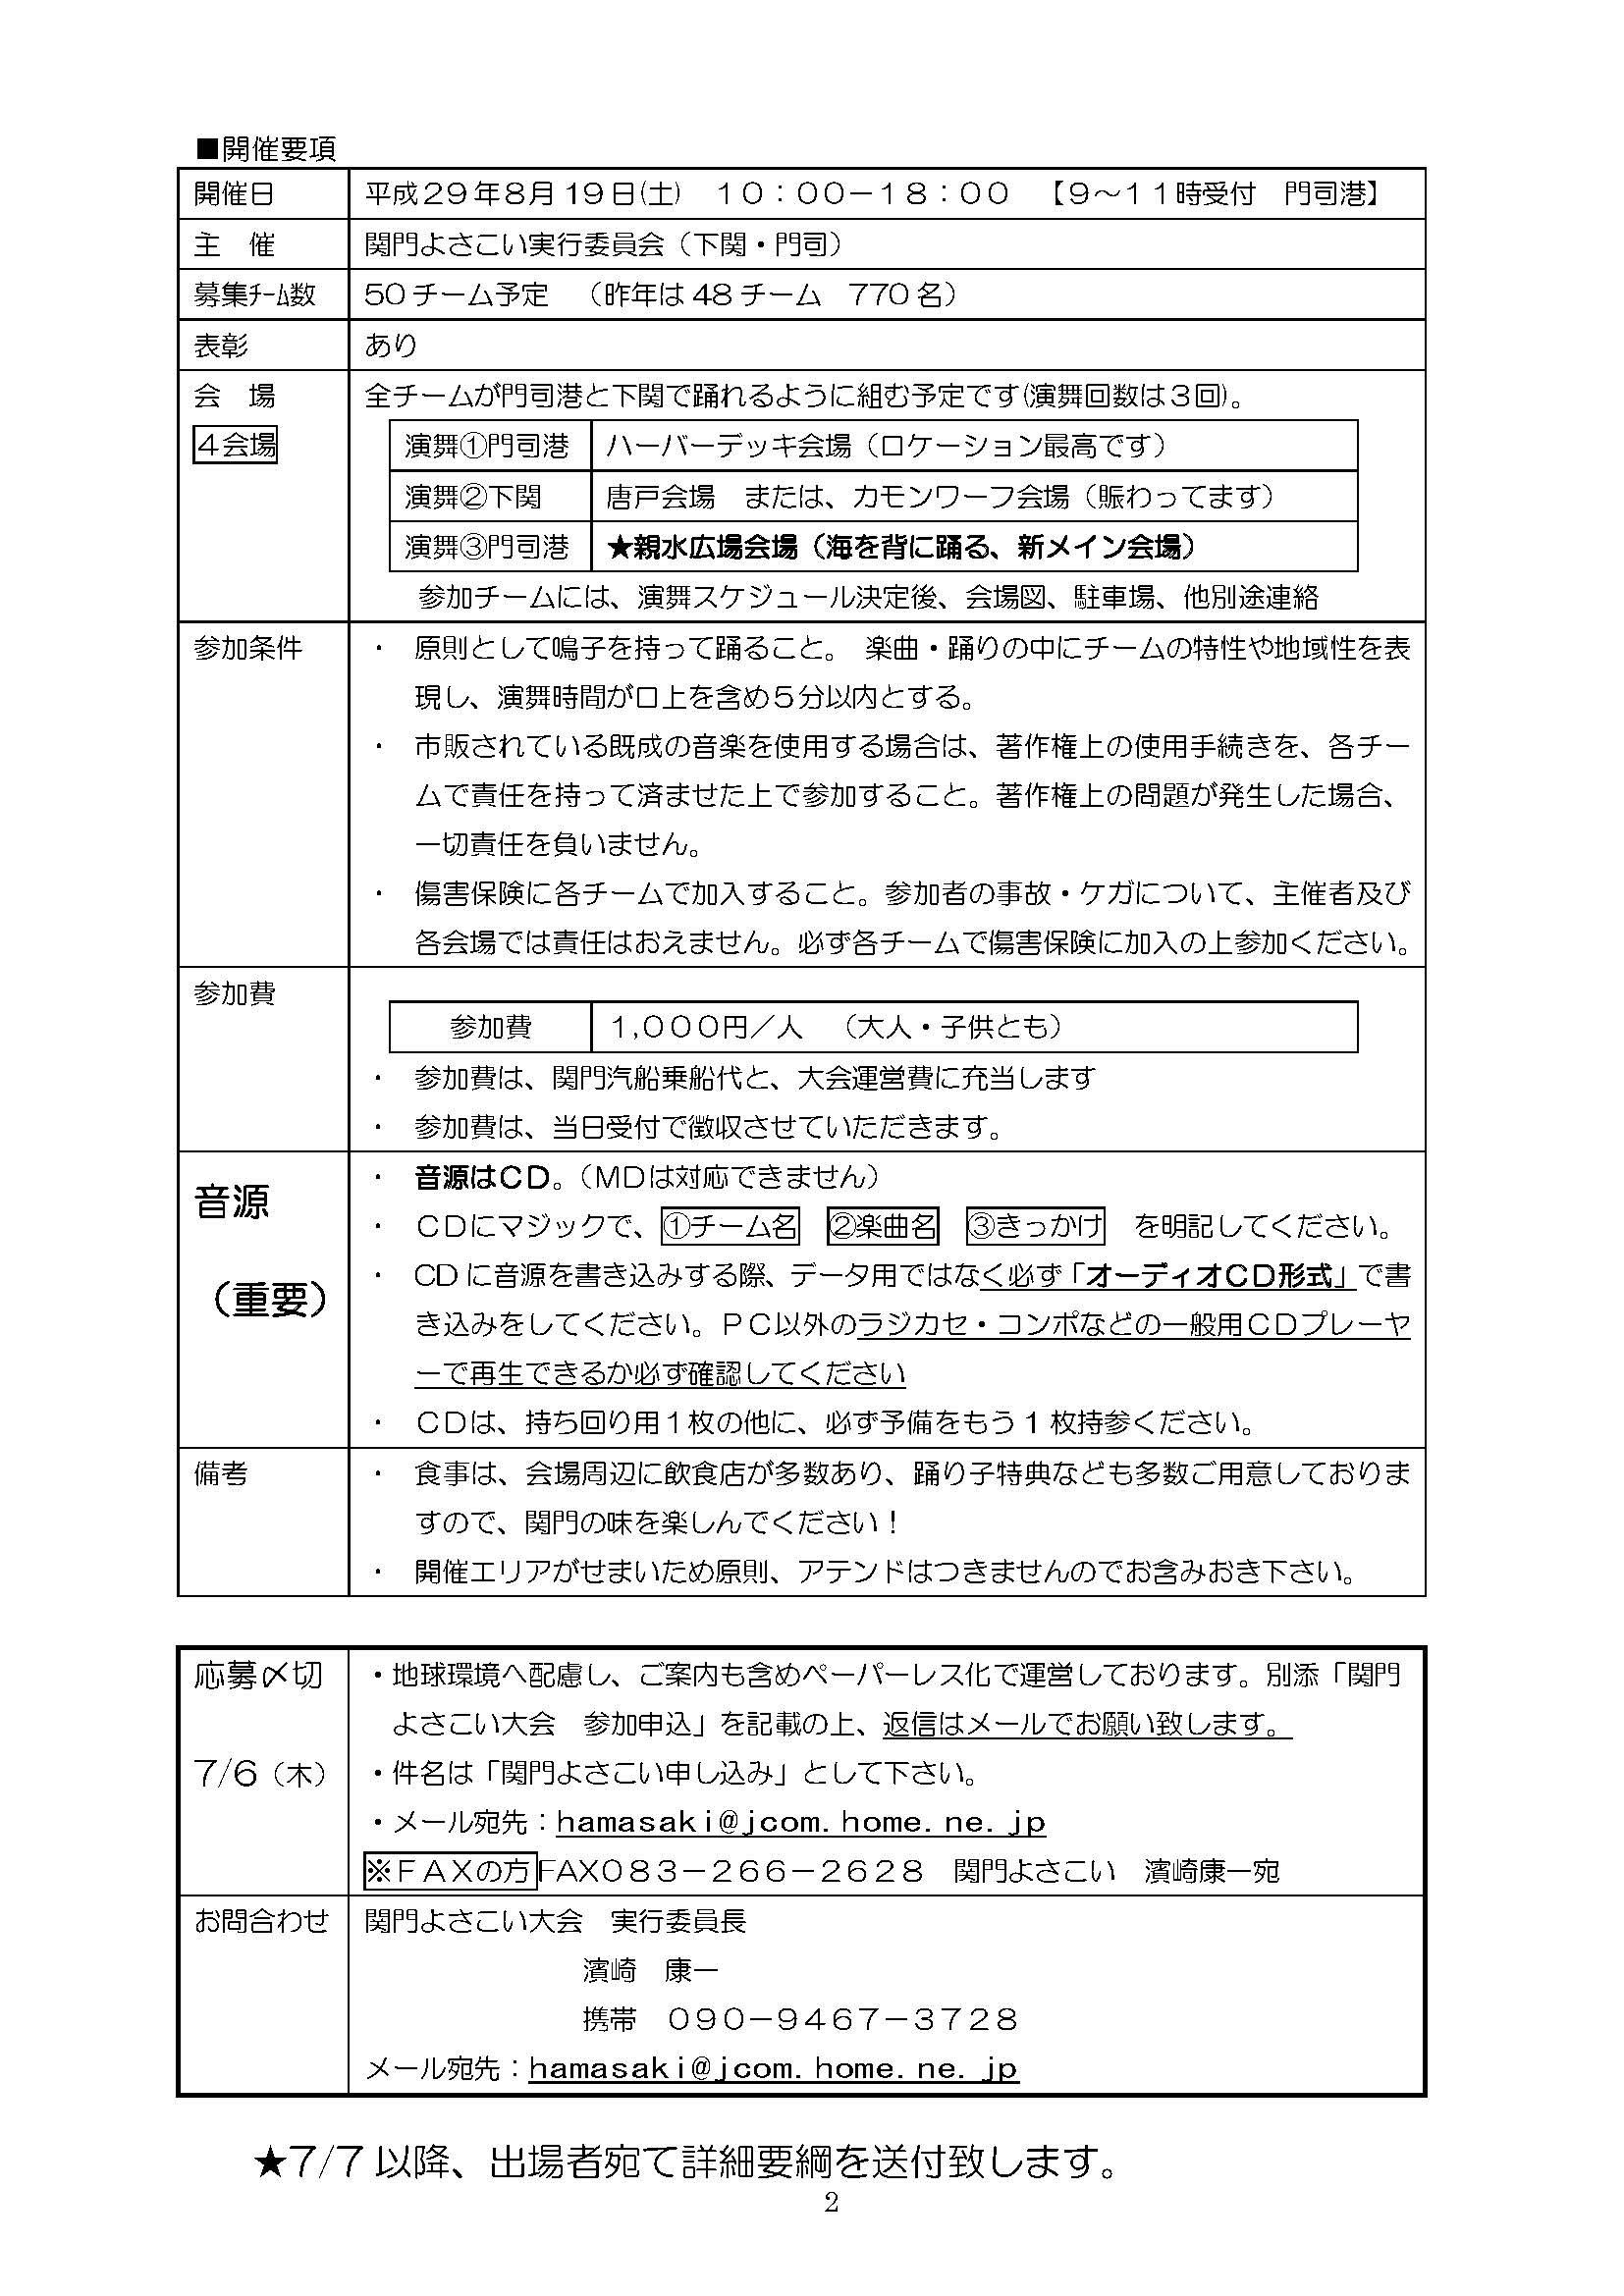 ■開催要項
開催日　平成２９年８月１９日(土)　１０：００－１８：００　【９～１１時受付　門司港】
主　催　関門よさこい実行委員会（下関・門司）
募集ﾁｰﾑ数　50チーム予定　（昨年は48チーム　770名）
表彰　あり
会　場　全チームが門司港と下関で踊れるように組む予定です(演舞回数は３回)。
４会場　演舞①門司港　ハーバーデッキ会場（ロケーション最高です）
演舞②下関　唐戸会場　または、カモンワーフ会場（賑わってます）
演舞③門司港　★親水広場会場（海を背に踊る、新メイン会場）
参加チームには、演舞スケジュール決定後、会場図、駐車場、他別途連絡
参加条件　・　原則として鳴子を持って踊ること。　楽曲・踊りの中にチームの特性や地域性を表
現し、演舞時間が口上を含め５分以内とする。
・　市販されている既成の音楽を使用する場合は、著作権上の使用手続きを、各チー
ムで責任を持って済ませた上で参加すること。著作権上の問題が発生した場合、
一切責任を負いません。
・　傷害保険に各チームで加入すること。参加者の事故・ケガについて、主催者及び
各会場では責任はおえません。必ず各チームで傷害保険に加入の上参加ください。
参加費
参加費　１,０００円／人　（大人・子供とも）
・　参加費は、関門汽船乗船代と、大会運営費に充当します
・　参加費は、当日受付で徴収させていただきます。
音源　・　音源はＣＤ。（ＭＤは対応できません）
・　ＣＤにマジックで、①チーム名　②楽曲名　③きっかけ　を明記してください。
（重要）　・　CDに音源を書き込みする際、データ用ではなく必ず「オーディオＣＤ形式」で書
き込みをしてください。ＰＣ以外のラジカセ・コンポなどの一般用ＣＤプレーヤ
ーで再生できるか必ず確認してください
・　ＣＤは、持ち回り用１枚の他に、必ず予備をもう１枚持参ください。
備考　・　食事は、会場周辺に飲食店が多数あり、踊り子特典なども多数ご用意しておりま
すので、関門の味を楽しんでください！
・　開催エリアがせまいため原則、アテンドはつきませんのでお含みおき下さい。
応募〆切　・地球環境へ配慮し、ご案内も含めペーパーレス化で運営しております。別添「関門
よさこい大会　参加申込」を記載の上、返信はメールでお願い致します。
7/6（木）　・件名は「関門よさこい申し込み」として下さい。
・メール宛先：hamasaki@jcom.home.ne.jp
※ＦＡＸの方 FAX０８３－２６６－２６２８　関門よさこい　濱崎康一宛
お問合わせ　関門よさこい大会　実行委員長
濱崎　康一
携帯　０９０－９４６７－３７２８
メール宛先：hamasaki@jcom.home.ne.jp
★7/7以降、出場者宛て詳細要綱を送付致します。
2